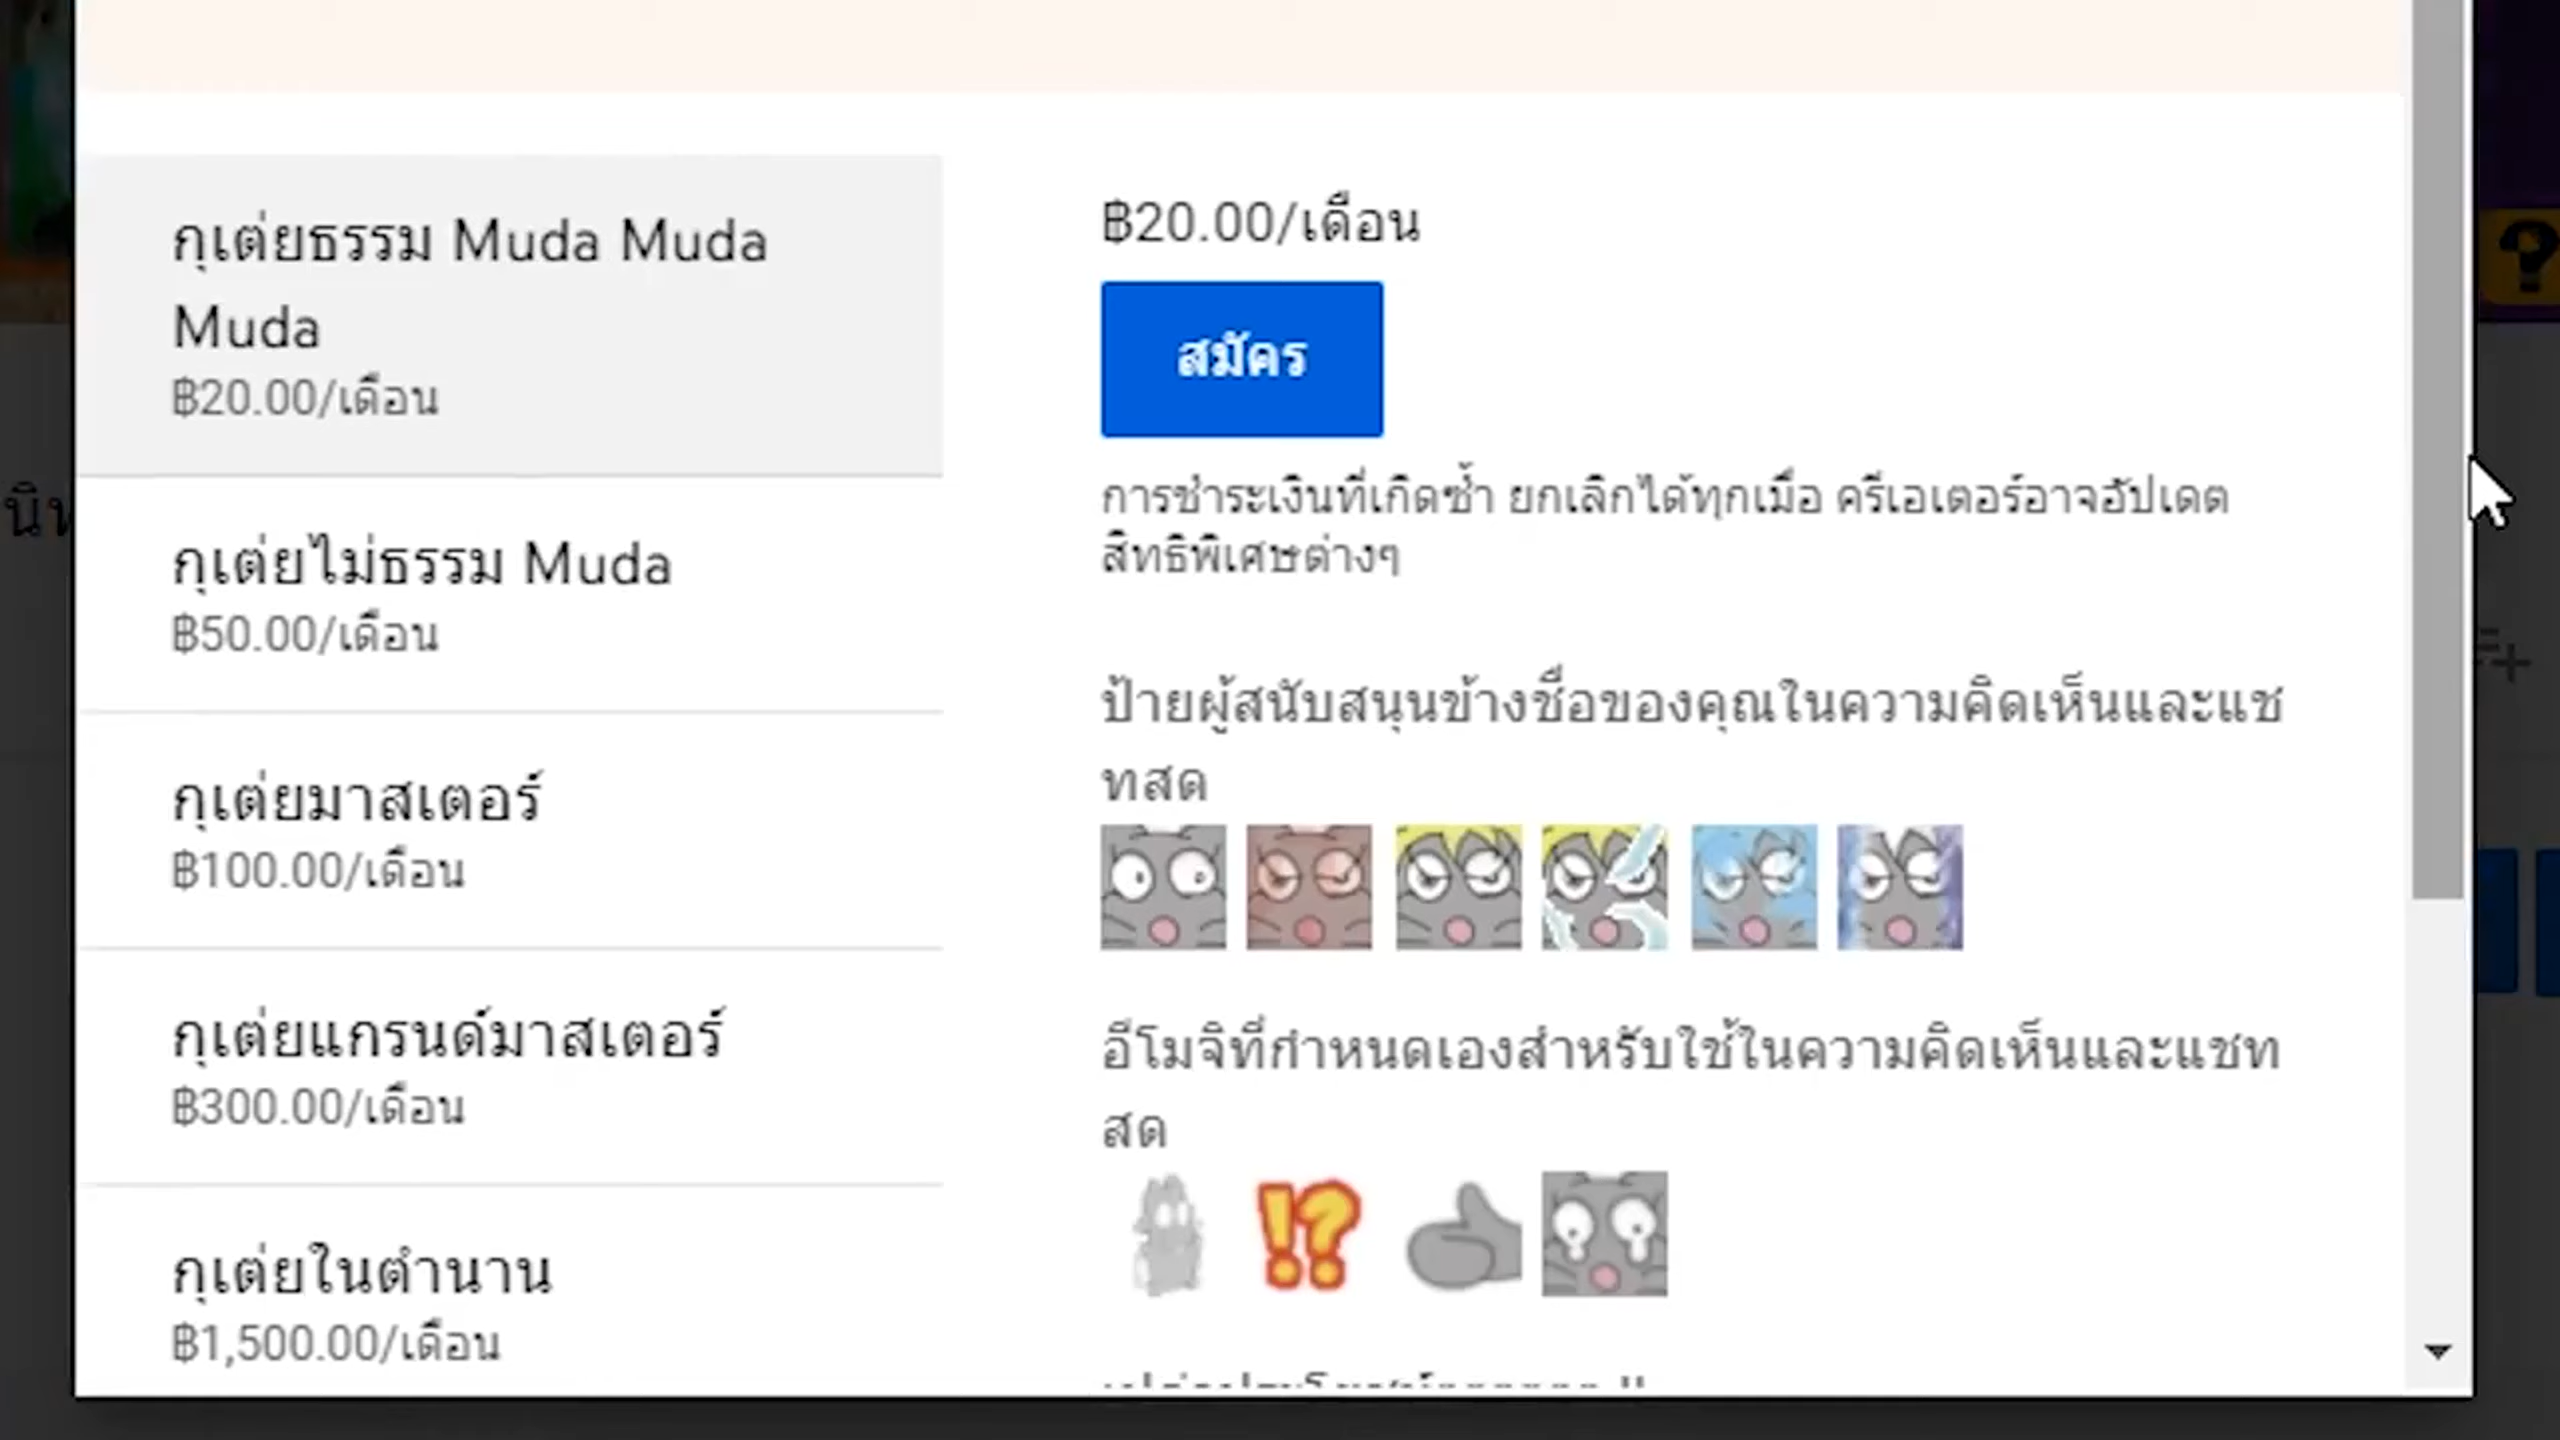 กุเต่ยธรรม Muda Muda
Muda
฿20.00/เดือน
กุเต่ยไม่ธรรม Muda
฿50.00/เดือน
กุเต่ยมาสเตอร์
฿100.00/เดือน
กุเต่ยแกรนด์มาสเตอร์
฿300.00/เดือน
กุเต่ยในตำนาน
฿1,500.00/เดือน
฿20.00/เดือน
สมัคร
การชำระเงินที่เกิดซ้ำ ยกเลิกได้ทุกเมื่อ ครีเอเตอร์อาจอัปเดต
สิทธิพิเศษต่างๆ
ป้ายผู้สนับสนุนข้างชื่อของคุณในความคิดเห็นและแช
ทสด
อีโมจิที่กำหนดเองสำหรับใช้ในความคิดเห็นและแชท
สด
!?
?